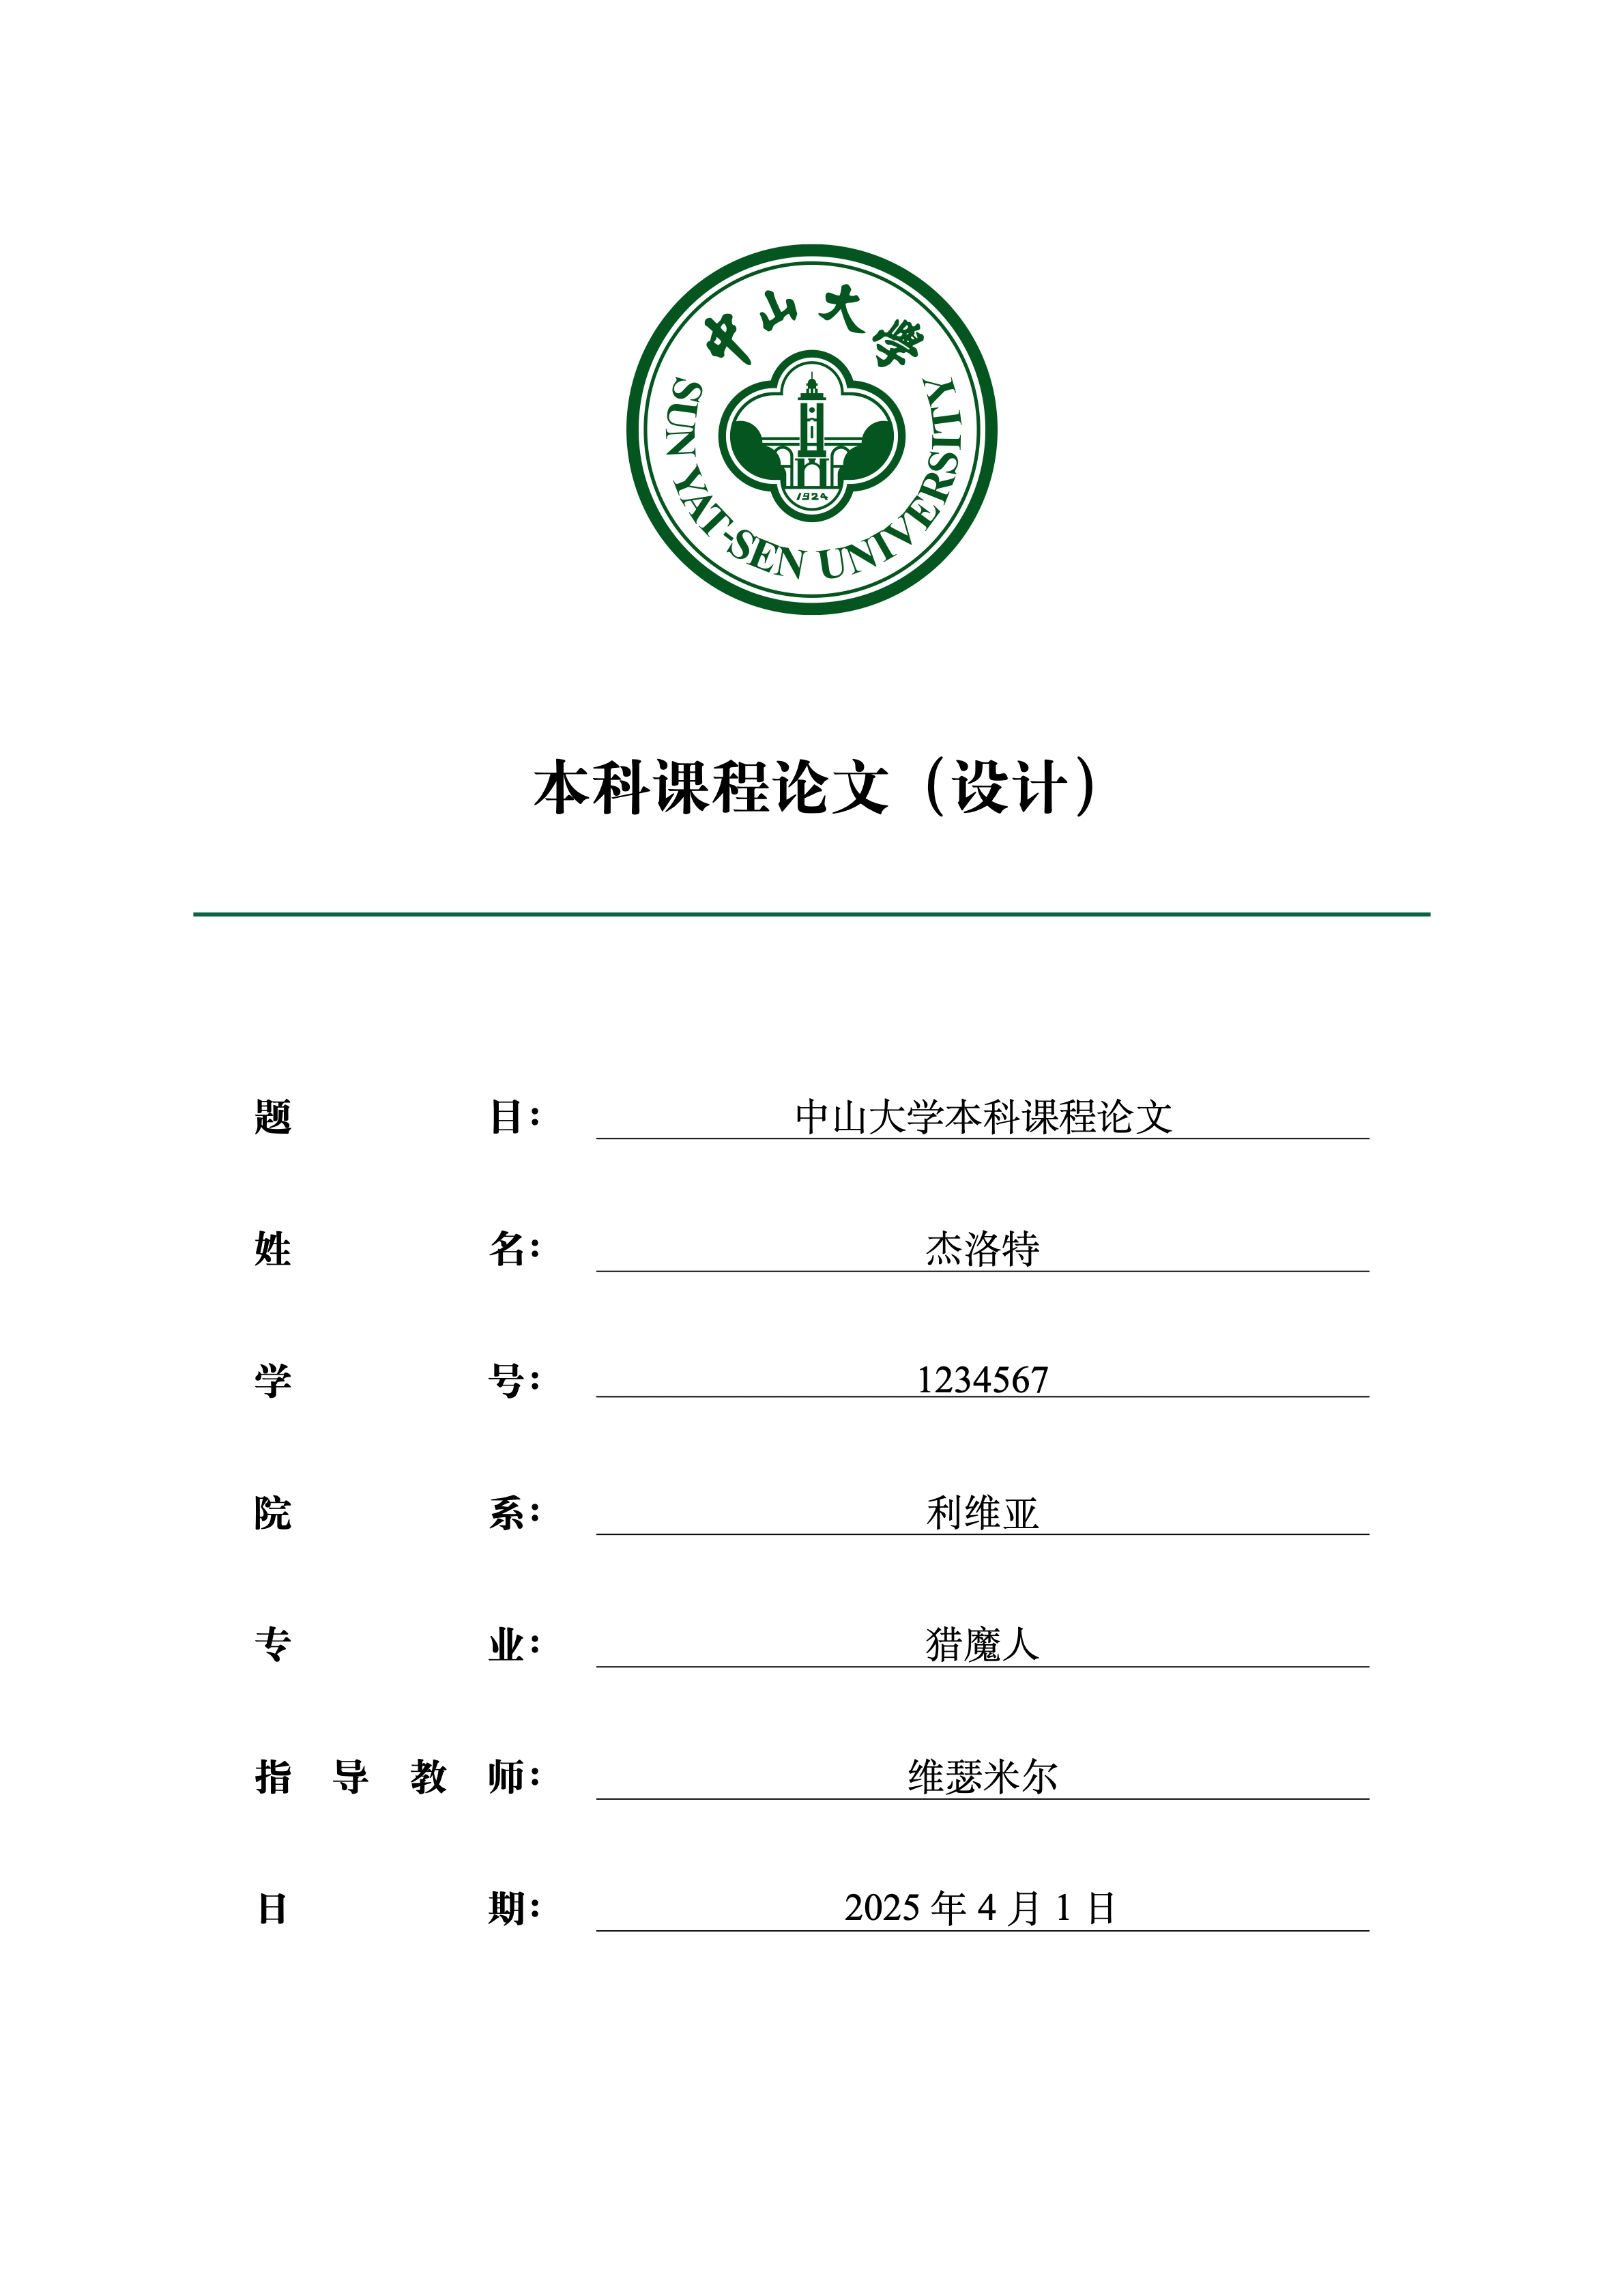 中山大學
SUN YAT-SEN UNIVERSITY
1924
本科课程论文（设计）
题目： 中山大学本科课程论文
姓名： 杰洛特
学号： 1234567
院系： 利维亚
专业： 猎魔人
指导教师： 维瑟米尔
日期： 2025 年 4 月 1 日